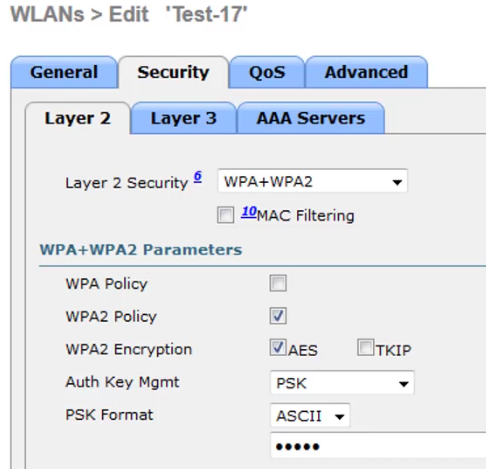 WLANs > Edit 'Test-17'
General Security QoS Advanced
Layer 2 Layer 3 AAA Servers
Layer 2 Security 6 WPA+WPA2
10 MAC Filtering
WPA+WPA2 Parameters
WPA Policy
WPA2 Policy
WPA2 Encryption AES TKIP
Auth Key Mgmt PSK
PSK Format ASCII
•••••